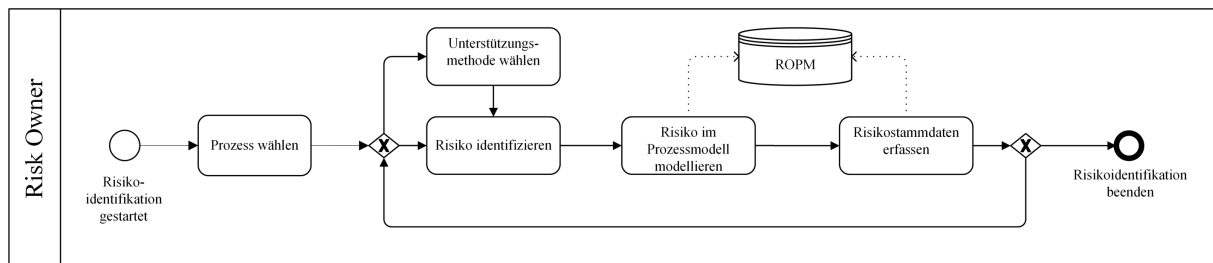 Risk Owner
Risiko-
identifikation
gestartet
Prozess wählen
X
Unterstützungs-
methode wählen
Risiko identifizieren
Risiko im
Prozessmodell
modellieren
ROPM
Risikostammdaten
erfassen
X
Risikoidentifikation
beenden